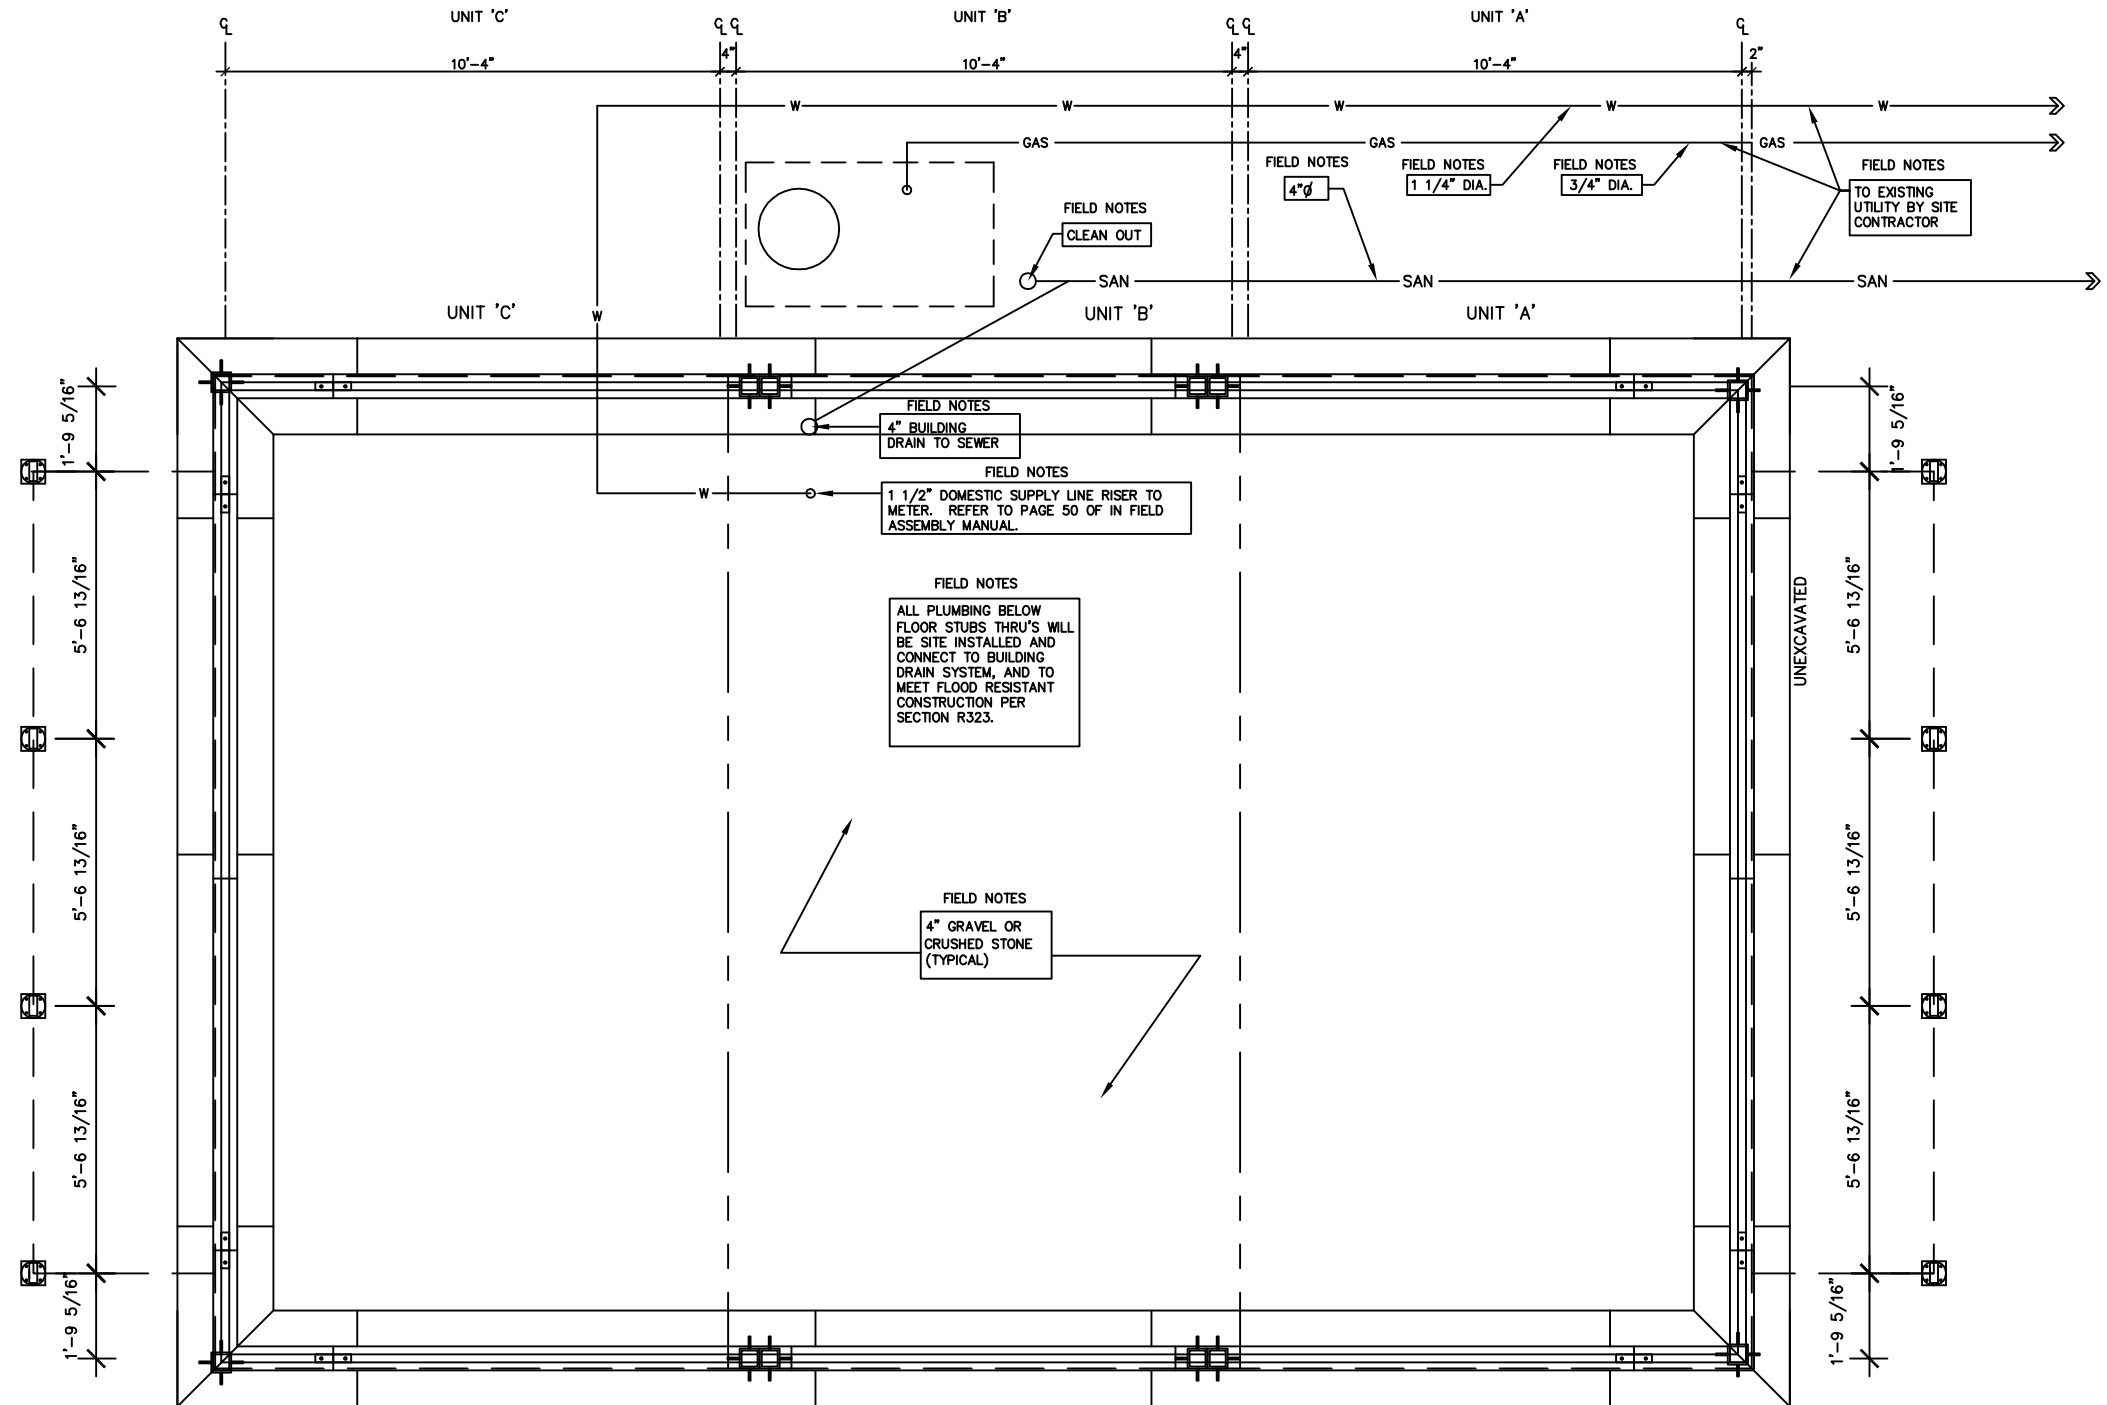 UNIT 'C'
UNIT 'B'
UNIT 'A'
CL
CL CL
CL CL
CL
10'-4"
4"
10'-4"
4"
10'-4"
2"
W
W
W
W
W
GAS
GAS
GAS
FIELD NOTES
4"Ø
FIELD NOTES
1 1/4" DIA.
FIELD NOTES
3/4" DIA.
FIELD NOTES
TO EXISTING
UTILITY BY SITE
CONTRACTOR
FIELD NOTES
CLEAN OUT
SAN
SAN
SAN
UNIT 'C'
W
UNIT 'B'
UNIT 'A'
FIELD NOTES
4" BUILDING
DRAIN TO SEWER
FIELD NOTES
W
1 1/2" DOMESTIC SUPPLY LINE RISER TO
METER. REFER TO PAGE 50 OF IN FIELD
ASSEMBLY MANUAL.
FIELD NOTES
ALL PLUMBING BELOW
FLOOR STUBS THRU'S WILL
BE SITE INSTALLED AND
CONNECT TO BUILDING
DRAIN SYSTEM, AND TO
MEET FLOOD RESISTANT
CONSTRUCTION PER
SECTION R323.
FIELD NOTES
4" GRAVEL OR
CRUSHED STONE
(TYPICAL)
1'-9 5/16"
5'-6 13/16"
5'-6 13/16"
5'-6 13/16"
1'-9 5/16"
UNEXCAVATED
1'-9 5/16"
5'-6 13/16"
5'-6 13/16"
5'-6 13/16"
1'-9 5/16"